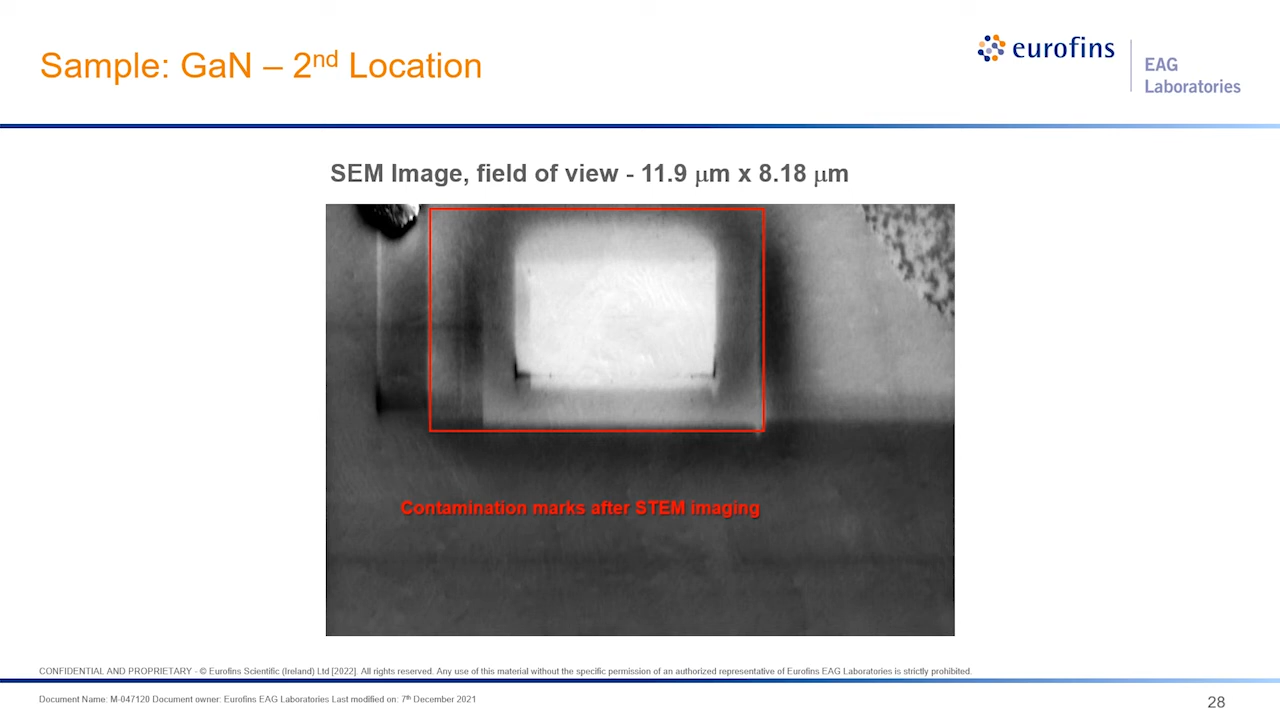 Sample: GaN – 2nd Location
eurofins
EAG
Laboratories
SEM Image, field of view - 11.9 μm x 8.18 μm
Contamination marks after STEM imaging
CONFIDENTIAL AND PROPRIETARY - © Eurofins Scientific (Ireland) Ltd [2022]. All rights reserved. Any use of this material without the specific permission of an authorized representative of Eurofins EAG Laboratories is strictly prohibited.
Document Name: M-047120 Document owner: Eurofins EAG Laboratories Last modified on: 7th December 2021
28